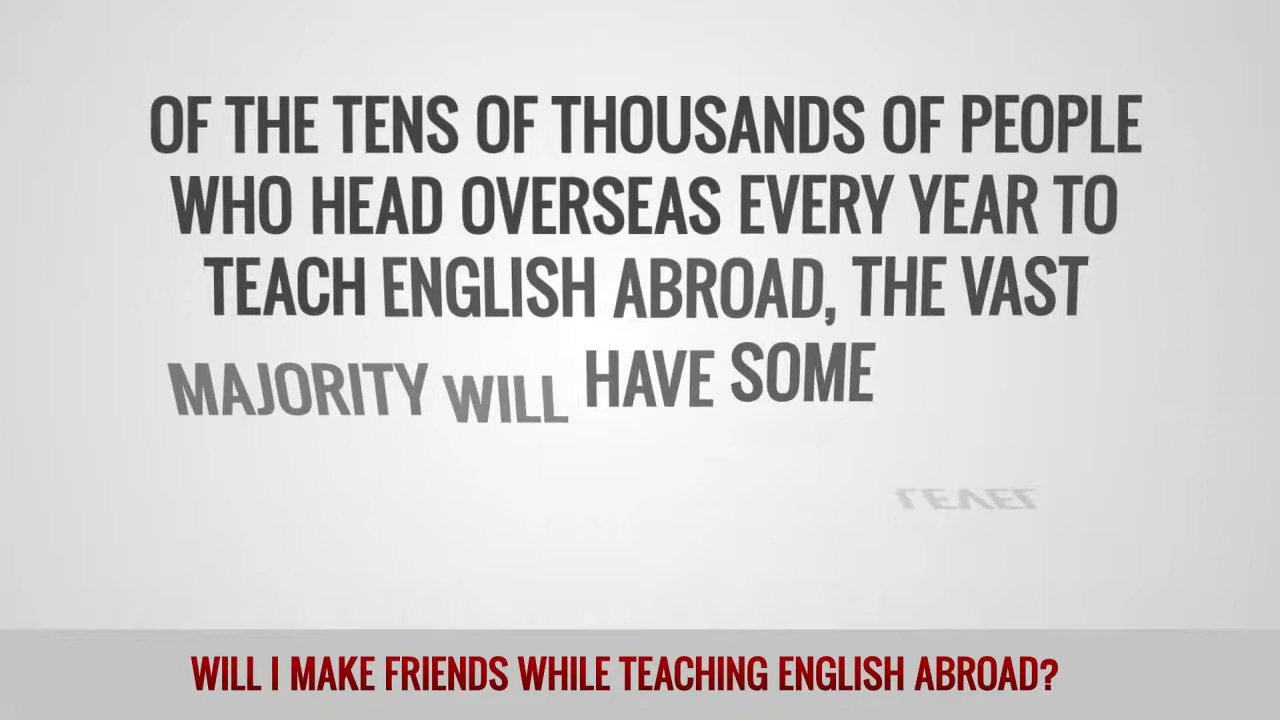 OF THE TENS OF THOUSANDS OF PEOPLE
WHO HEAD OVERSEAS EVERY YEAR TO
TEACH ENGLISH ABROAD, THE VAST
MAJORITY WILL HAVE SOME
LEVEL
WILL I MAKE FRIENDS WHILE TEACHING ENGLISH ABROAD?